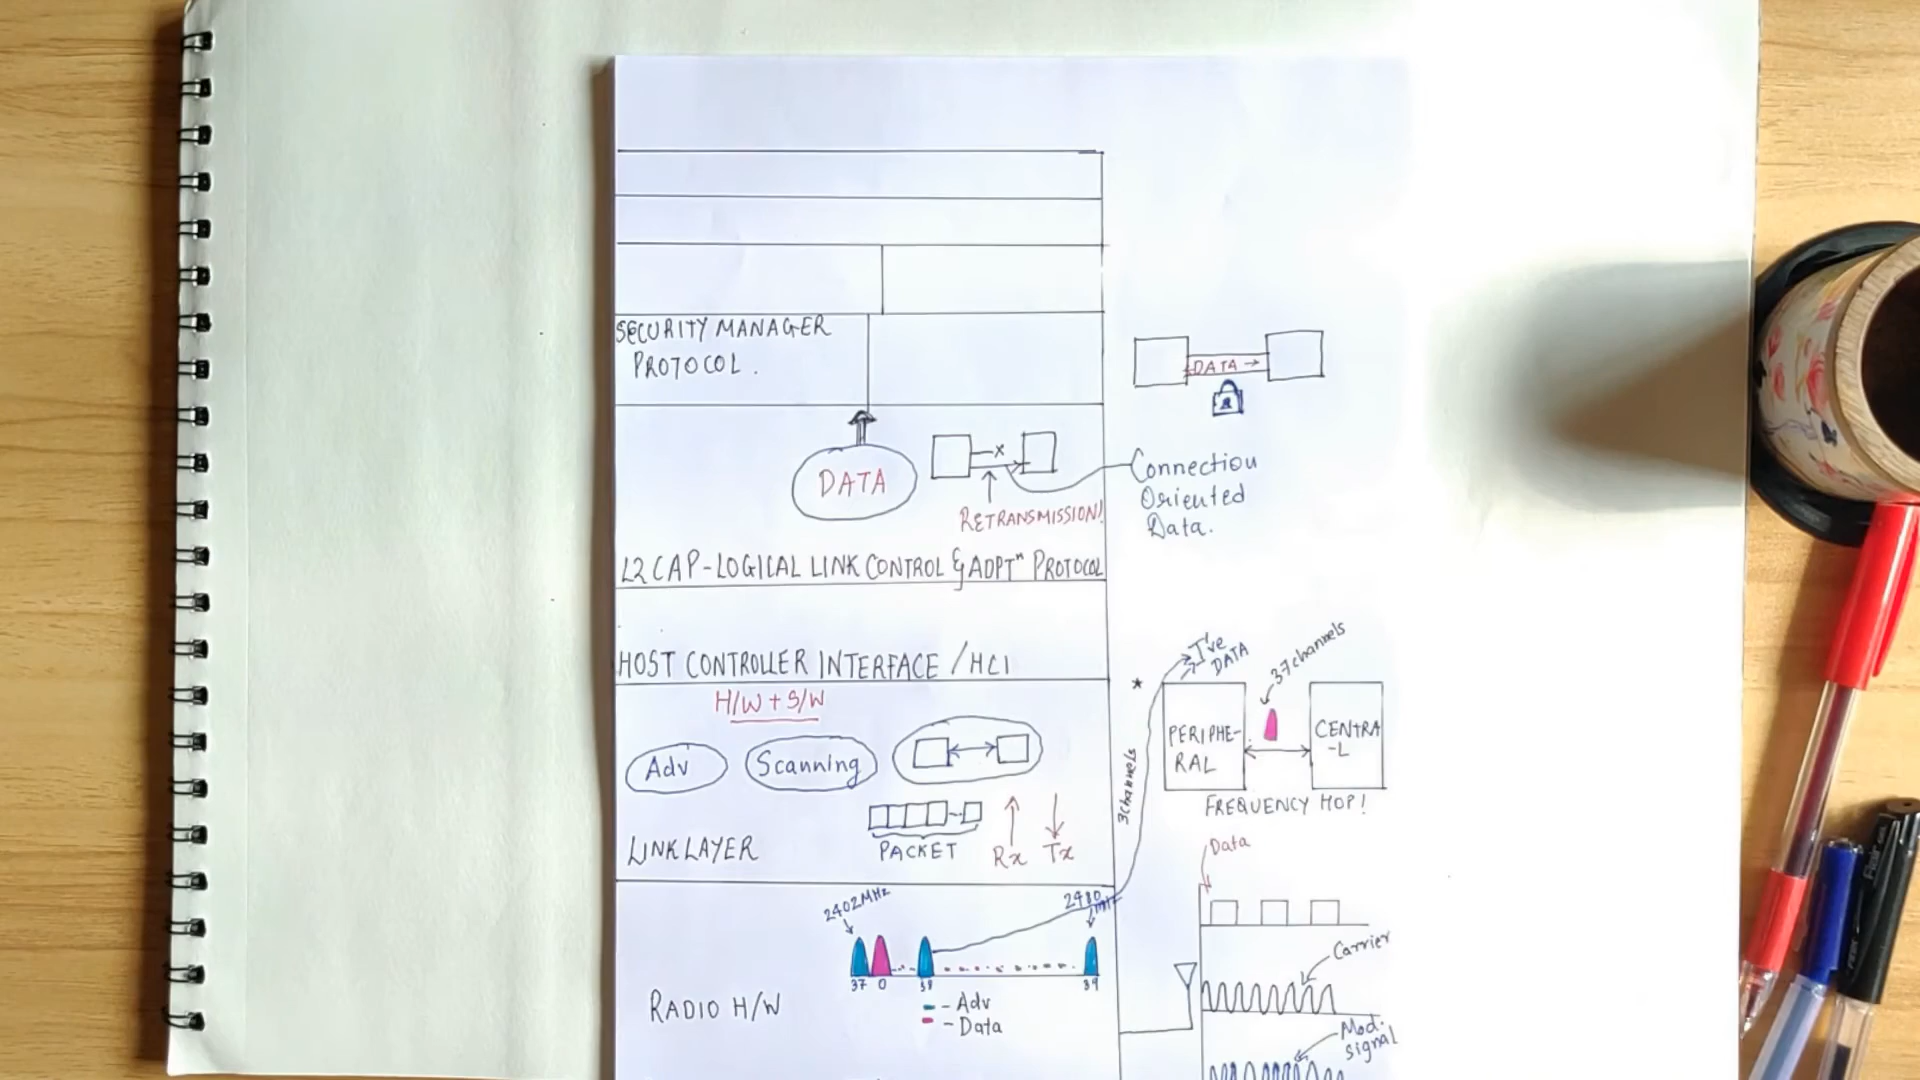 SECURITY MANAGER
PROTOCOL.
DATA →
DATA
x
RETRANSMISSION!
Connection
Oriented
Data.
L2CAP-LOGICAL LINK CONTROL & ADPTⁿ PROTOCOL
HOST CONTROLLER INTERFACE / HCI
H/W + S/W
Adv
Scanning
PACKET
Rx
Tx
LINK LAYER
I've
DATA
37 channels
*
PERIPHE-
RAL
CENTRA
-L
FREQUENCY HOP!
3 channels
2402MHz
2480
37
0
38
39
- Adv
- Data
RADIO H/W
Data
Carrier
Mod.
signal